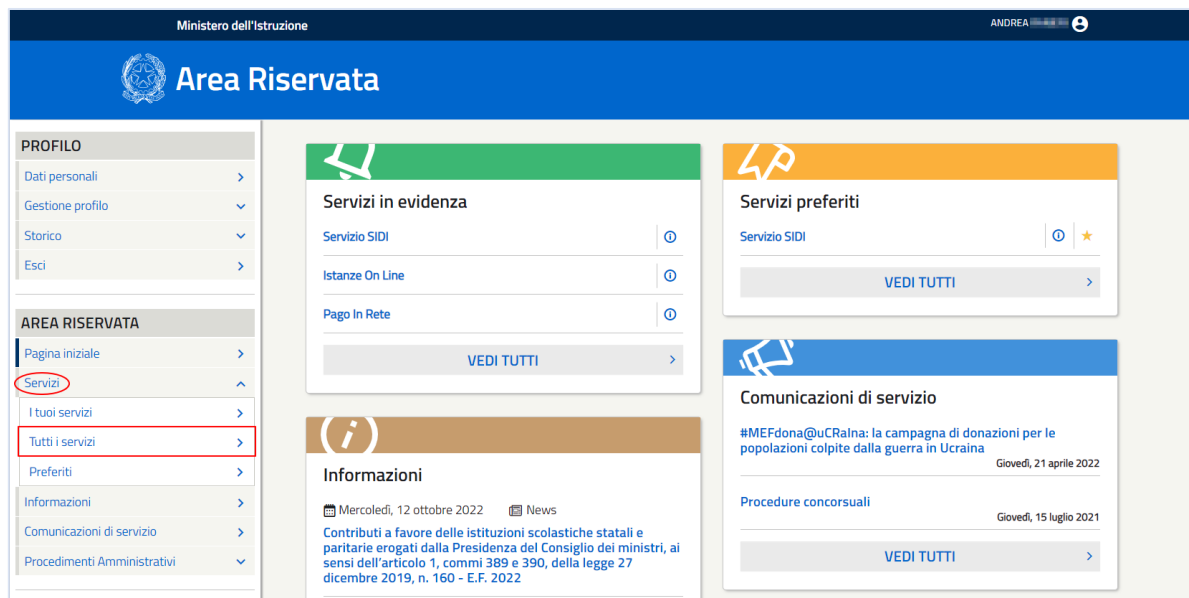 Ministero dell'Istruzione
ANDREA
Area Riservata
PROFILO
Dati personali
Gestione profilo
Storico
Esci
AREA RISERVATA
Pagina iniziale
Servizi
I tuoi servizi
Tutti i servizi
Preferiti
Informazioni
Comunicazioni di servizio
Procedimenti Amministrativi
Servizi in evidenza
Servizio SIDI
Istanze On Line
Pago In Rete
VEDI TUTTI
Informazioni
Mercoledì, 12 ottobre 2022 News
Contributi a favore delle istituzioni scolastiche statali e
paritarie erogati dalla Presidenza del Consiglio dei ministri, ai
sensi dell'articolo 1, commi 389 e 390, della legge 27
dicembre 2019, n. 160 - E.F. 2022
Servizi preferiti
Servizio SIDI
VEDI TUTTI
Comunicazioni di servizio
#MEFdona@uCRaIna: la campagna di donazioni per le
popolazioni colpite dalla guerra in Ucraina
Giovedì, 21 aprile 2022
Procedure concorsuali
Giovedì, 15 luglio 2021
VEDI TUTTI